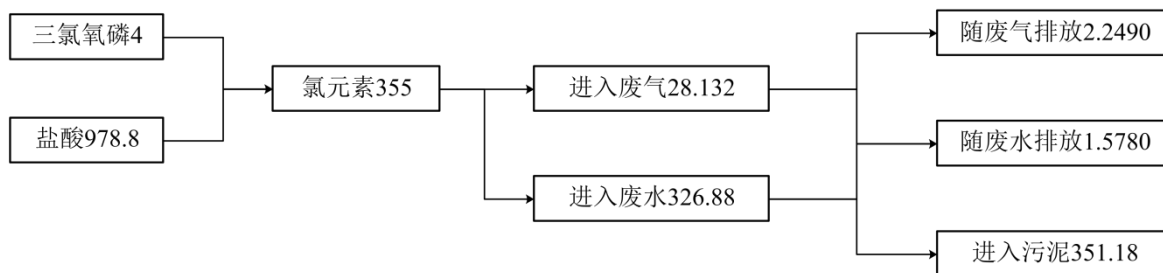 三氯氧磷4
盐酸978.8
氯元素355
进入废气28.132
进入废水326.88
随废气排放2.2490
随废水排放1.5780
进入污泥351.18